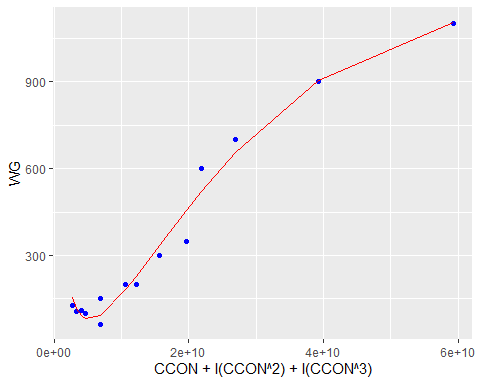 WG
900
600
300
0e+00
2e+10
4e+10
6e+10
CCON + I(CCON^2) + I(CCON^3)